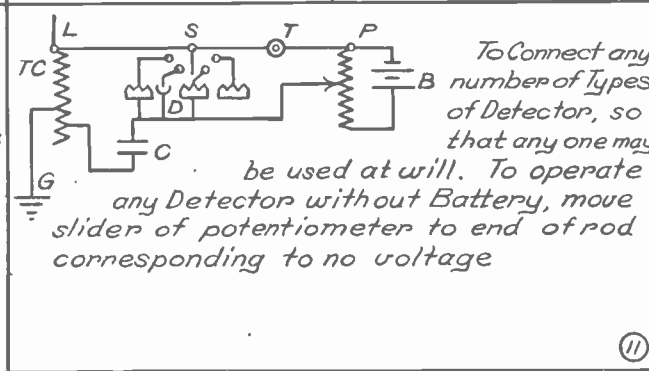 L S T P
TC
To Connect any
B number of Types
D of Detector, so
that any one may
C
be used at will. To operate
G any Detector without Battery, move
slider of potentiometer to end of rod
corresponding to no voltage
11